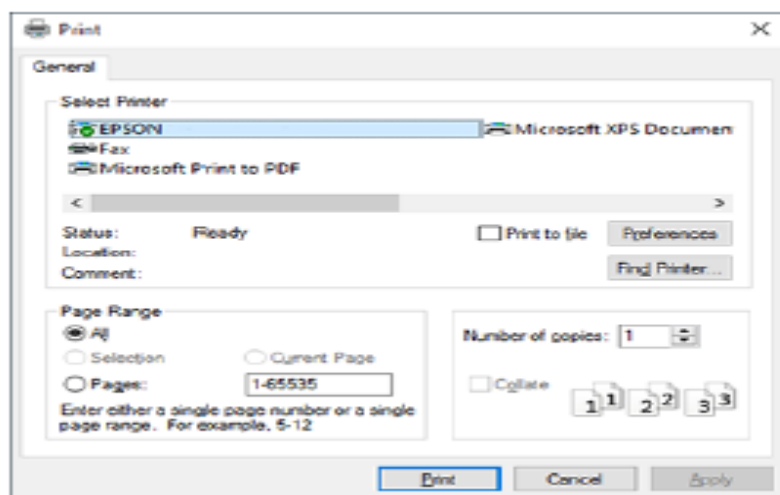 Print
General
Select Printer
EPSON
Microsoft XPS Documen
Fax
Microsoft Print to PDF
Status: Ready
Print to file
Preferences
Location:
Comment:
Find Printer...
Page Range
All
Selection
Current Page
Pages: 1-65535
Enter either a single page number or a single
page range. For example, 5-12
Number of copies: 1
Collate
1 1 2 2 3 3
Print Cancel Apply